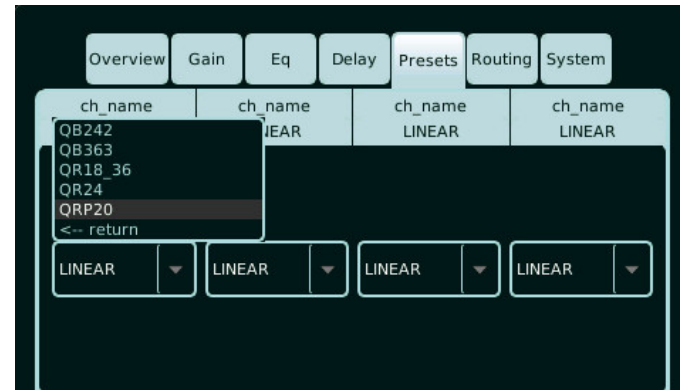 Overview Gain Eq Delay Presets Routing System
ch_name ch_name ch_name ch_name
LINEAR LINEAR
QB242
QB363
QR18_36
QR24
QRP20
<-- return
LINEAR LINEAR LINEAR LINEAR